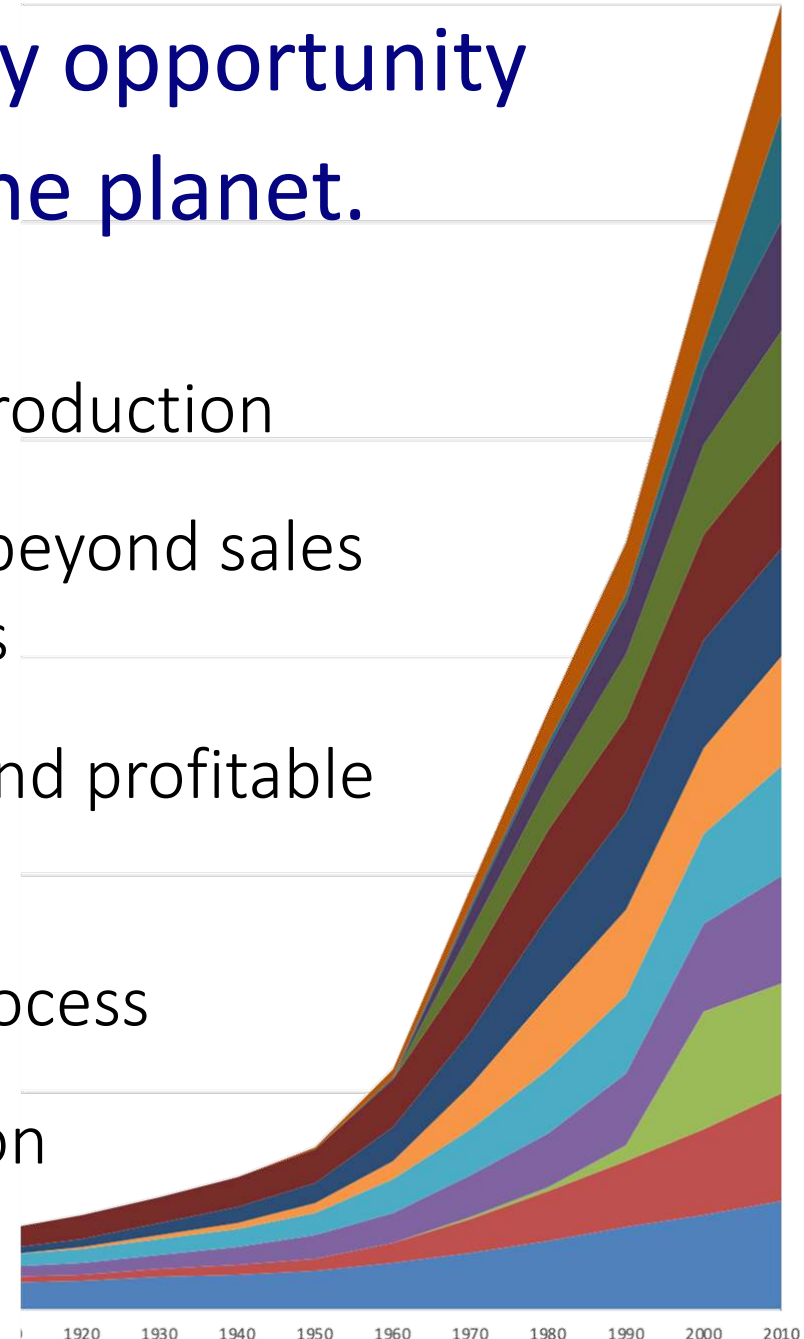 y opportunity
ne planet.
roduction
beyond sales
s
nd profitable
ocess
on
1920 1930 1940 1950 1960 1970 1980 1990 2000 2010